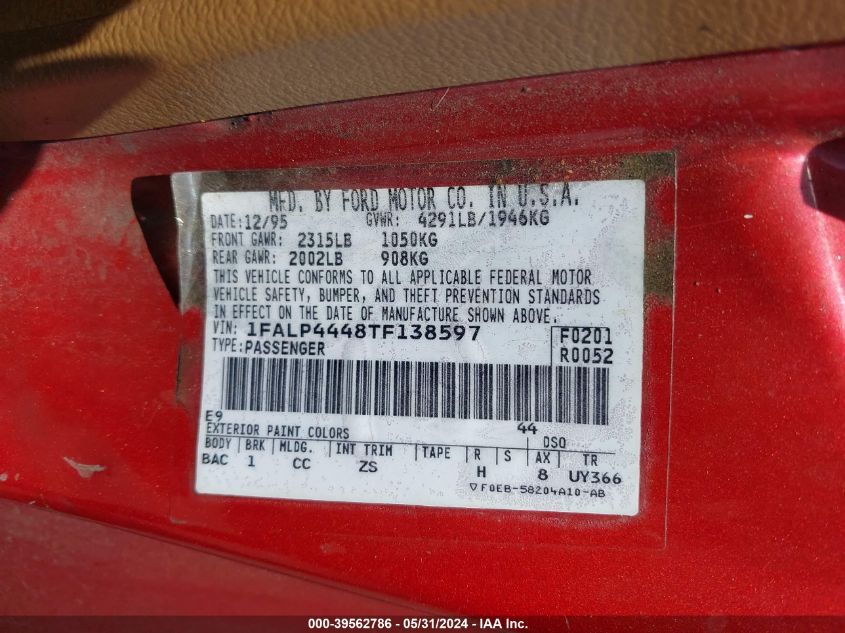 MFD. BY FORD MOTOR CO. IN U.S.A.
DATE: 12/95 GVWR: 4291LB/1946KG
FRONT GAWR: 2315LB 1050KG
REAR GAWR: 2002LB 908KG
THIS VEHICLE CONFORMS TO ALL APPLICABLE FEDERAL MOTOR
VEHICLE SAFETY, BUMPER, AND THEFT PREVENTION STANDARDS
IN EFFECT ON THE DATE OF MANUFACTURE SHOWN ABOVE.
VIN: 1FALP4448TF138597 F0201
TYPE: PASSENGER R0052
E9 44
EXTERIOR PAINT COLORS DSO
BODY BRK MLDG. INT TRIM TAPE R S AX TR
BAC 1 CC ZS H 8 UY366
▽F0EB-58204A10-AB
000-39562786 - 05/31/2024 - IAA Inc.